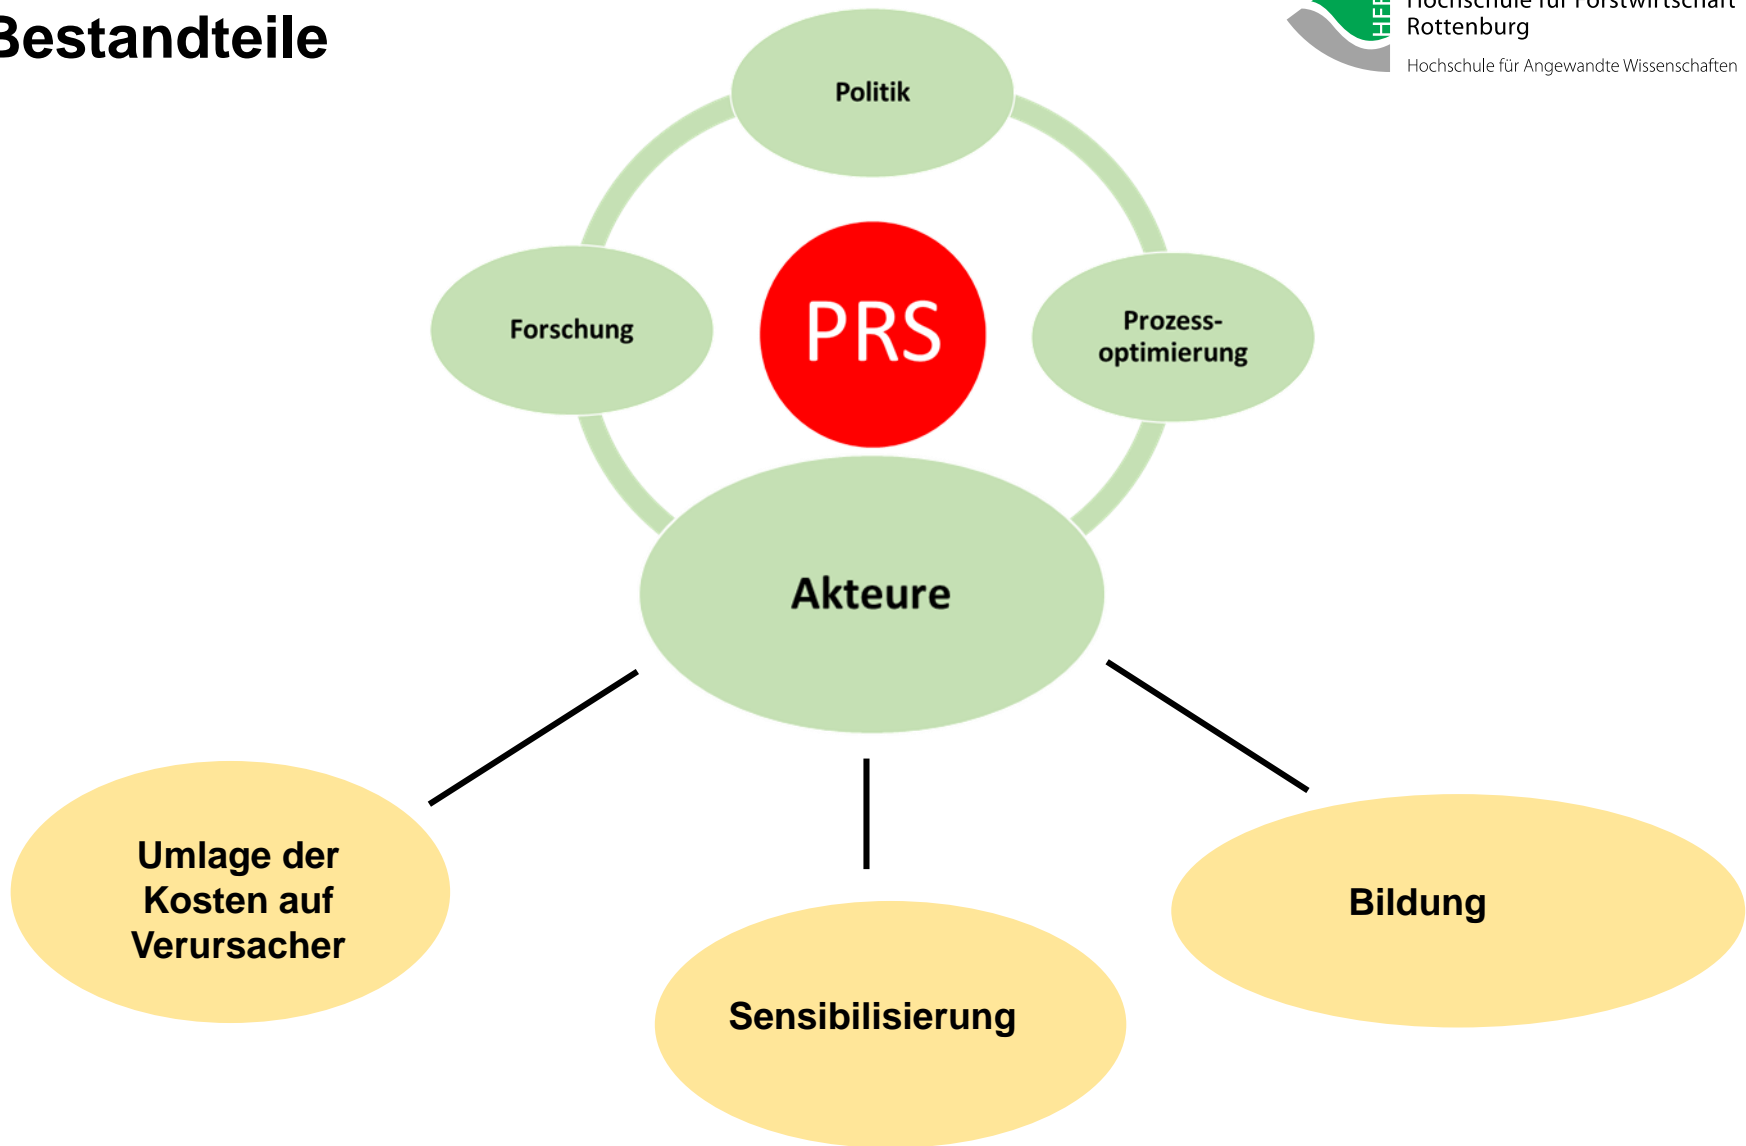 Bestandteile
Hochschule für Forstwirtschaft
Rottenburg
Hochschule für Angewandte Wissenschaften
Politik
Forschung
PRS
Prozess-
optimierung
Akteure
Umlage der
Kosten auf
Verursacher
Sensibilisierung
Bildung